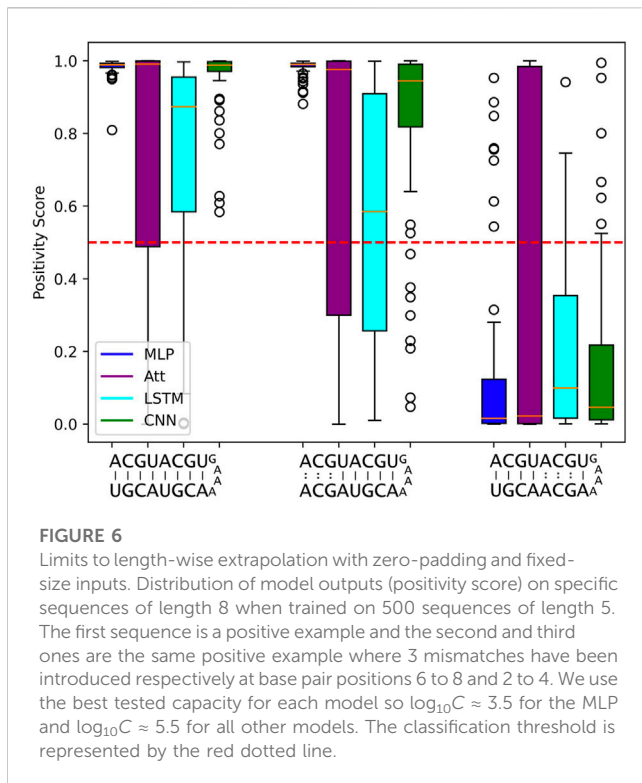 1.0
0.8
0.6
0.4
0.2
0.0
Positivity Score
MLP
Att
LSTM
CNN
ACGUACGUG
A
A
UGCAUGCAA
ACGUACGUG
A
A
ACGAUGCAA
ACGUACGUG
A
A
UGCAACGAA
FIGURE 6
Limits to length-wise extrapolation with zero-padding and fixed-
size inputs. Distribution of model outputs (positivity score) on specific
sequences of length 8 when trained on 500 sequences of length 5.
The first sequence is a positive example and the second and third
ones are the same positive example where 3 mismatches have been
introduced respectively at base pair positions 6 to 8 and 2 to 4. We use
the best tested capacity for each model so log₁₀C ≈ 3.5 for the MLP
and log₁₀C ≈ 5.5 for all other models. The classification threshold is
represented by the red dotted line.